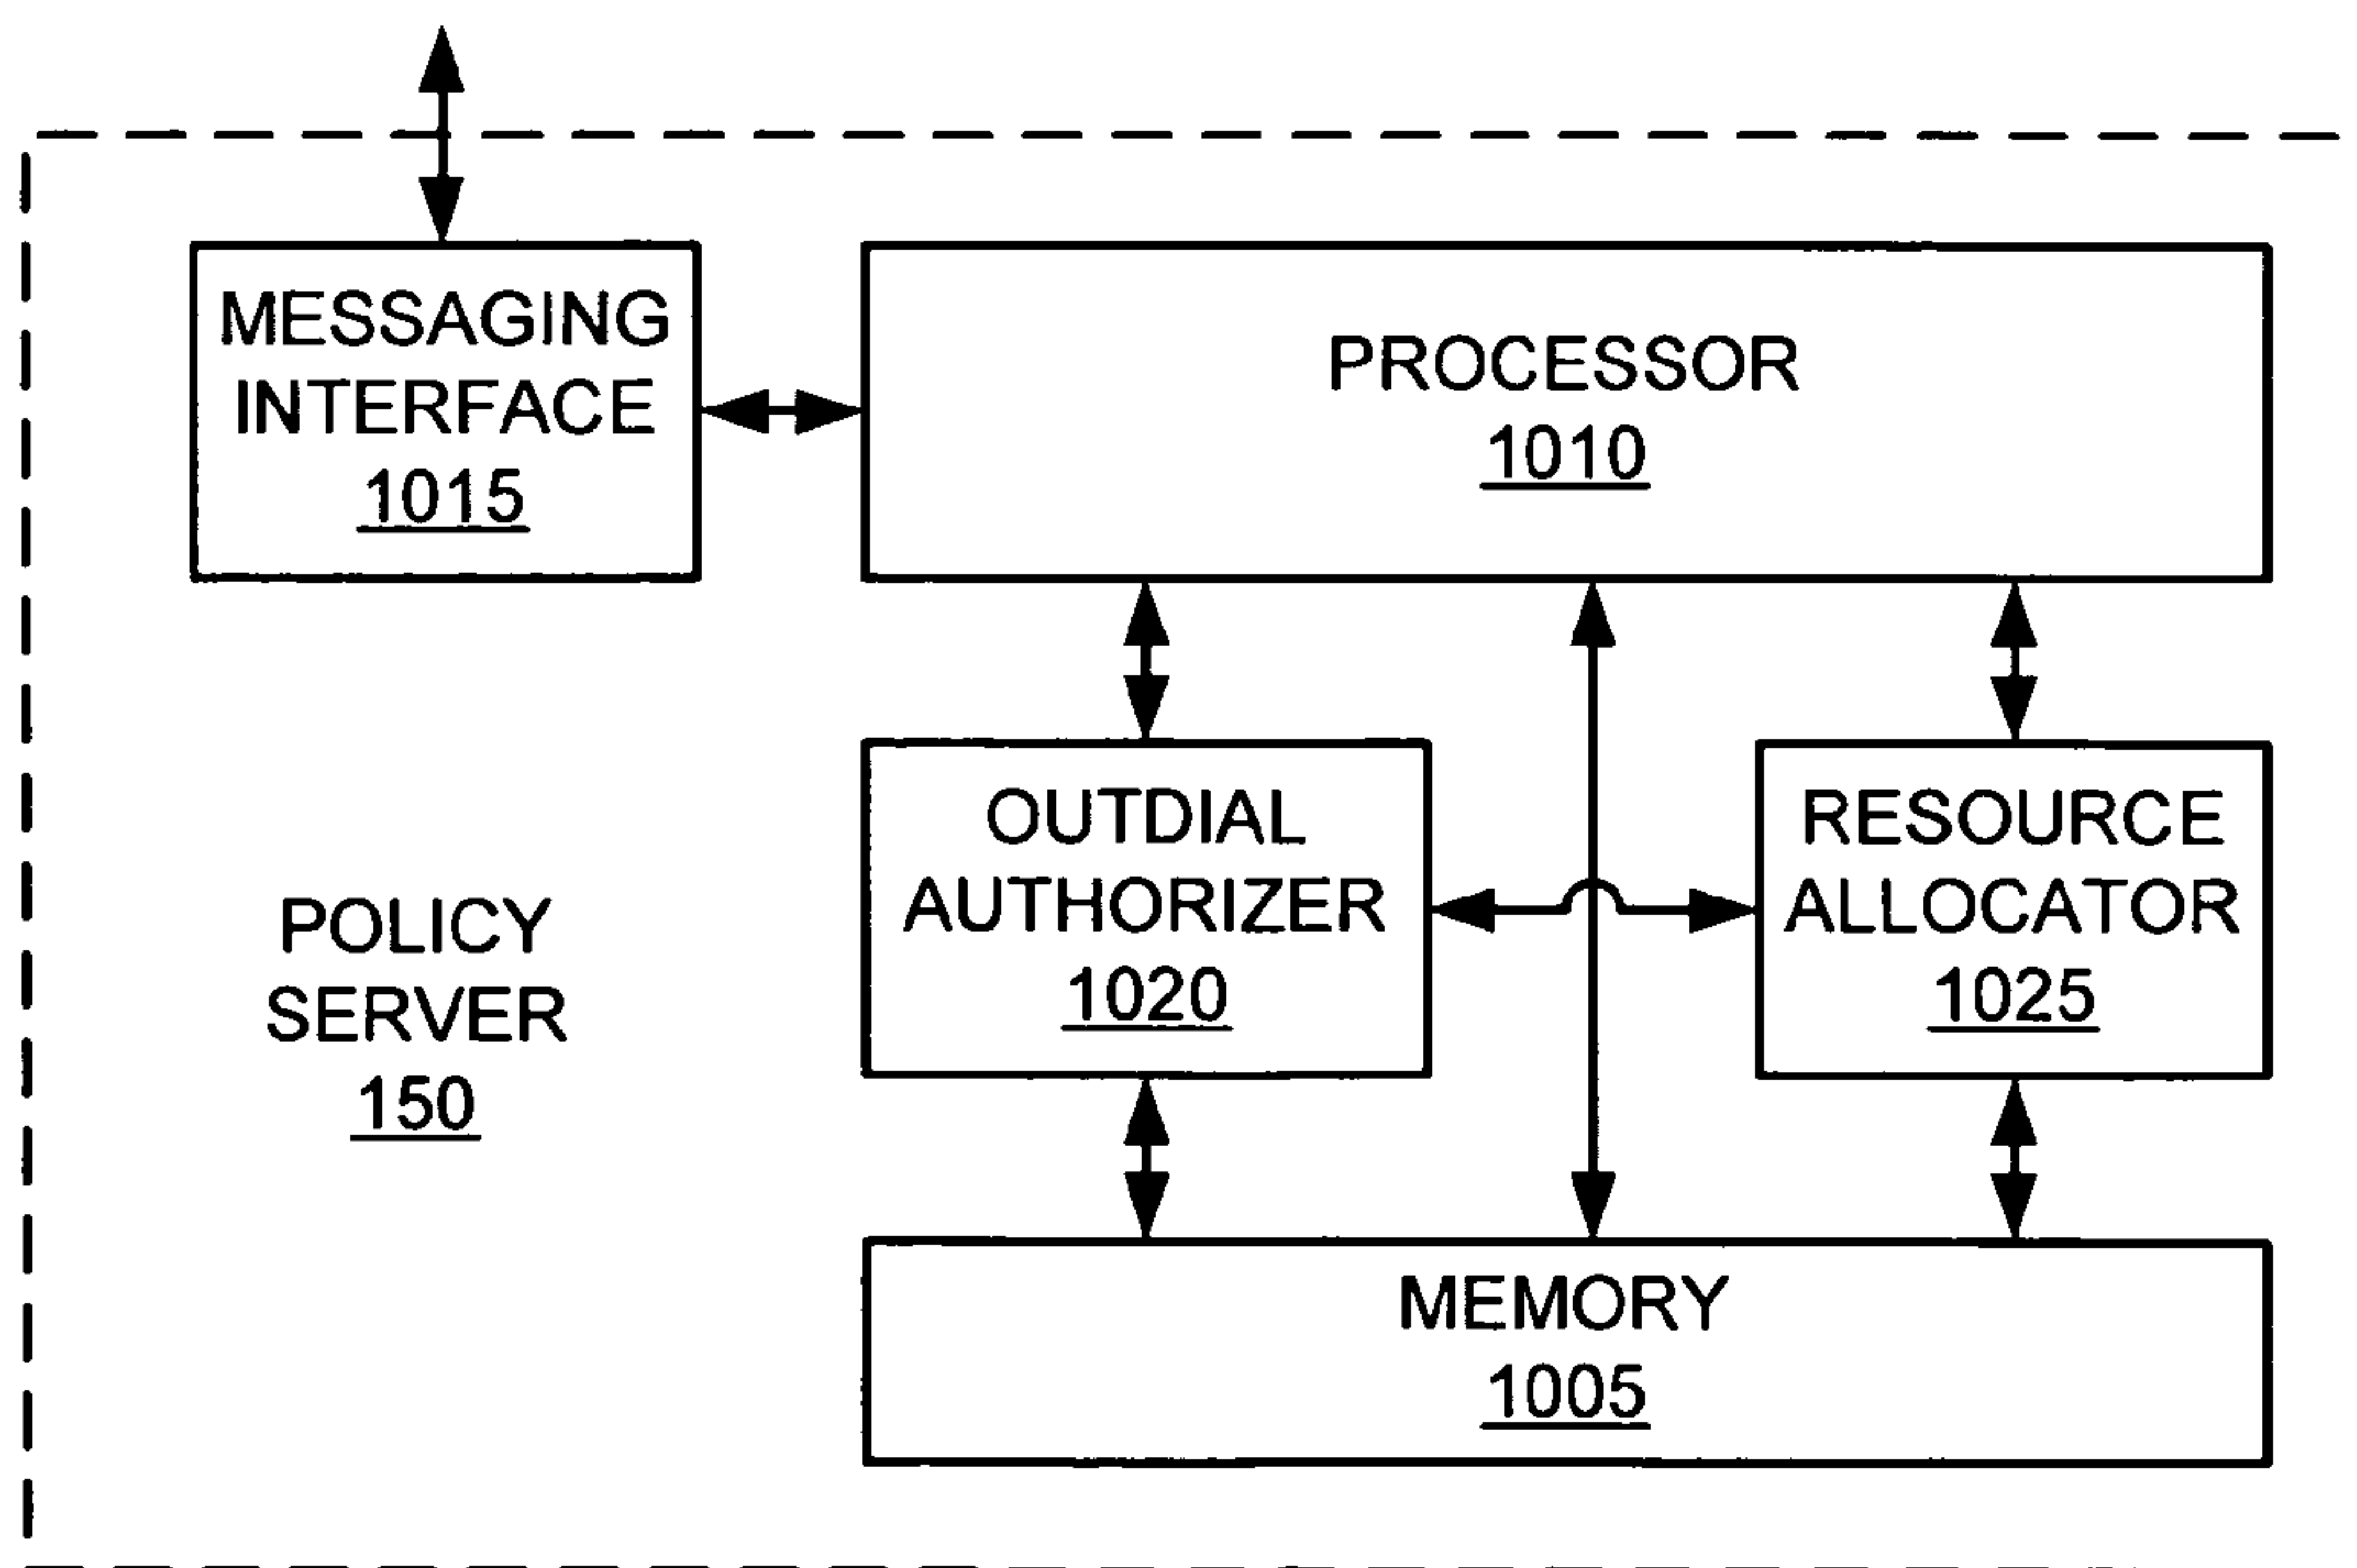 MESSAGING
INTERFACE
1015
PROCESSOR
1010
OUTDIAL
AUTHORIZER
1020
RESOURCE
ALLOCATOR
1025
POLICY
SERVER
150
MEMORY
1005